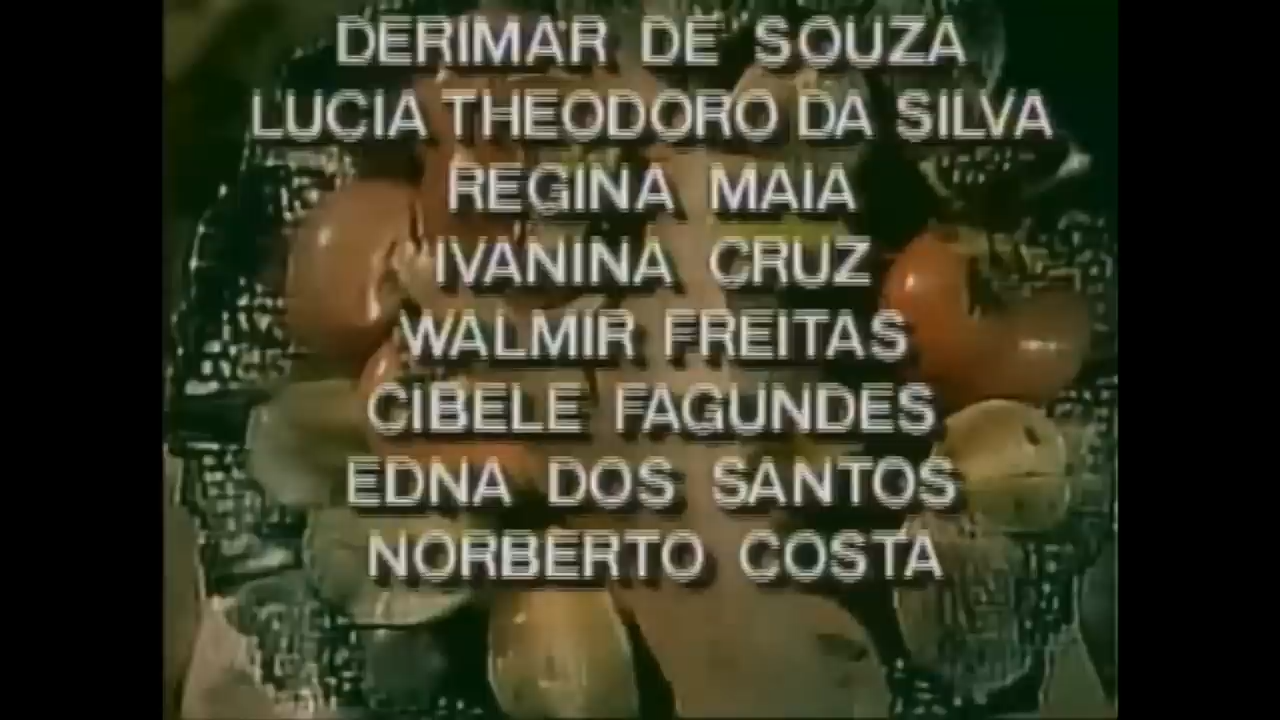 DERIMAR DE SOUZA
LUCIA THEODORO DA SILVA
REGINA MAIA
IVANINA CRUZ
WALMIR FREITAS
CIBELE FAGUNDES
EDNA DOS SANTOS
NORBERTO COSTA